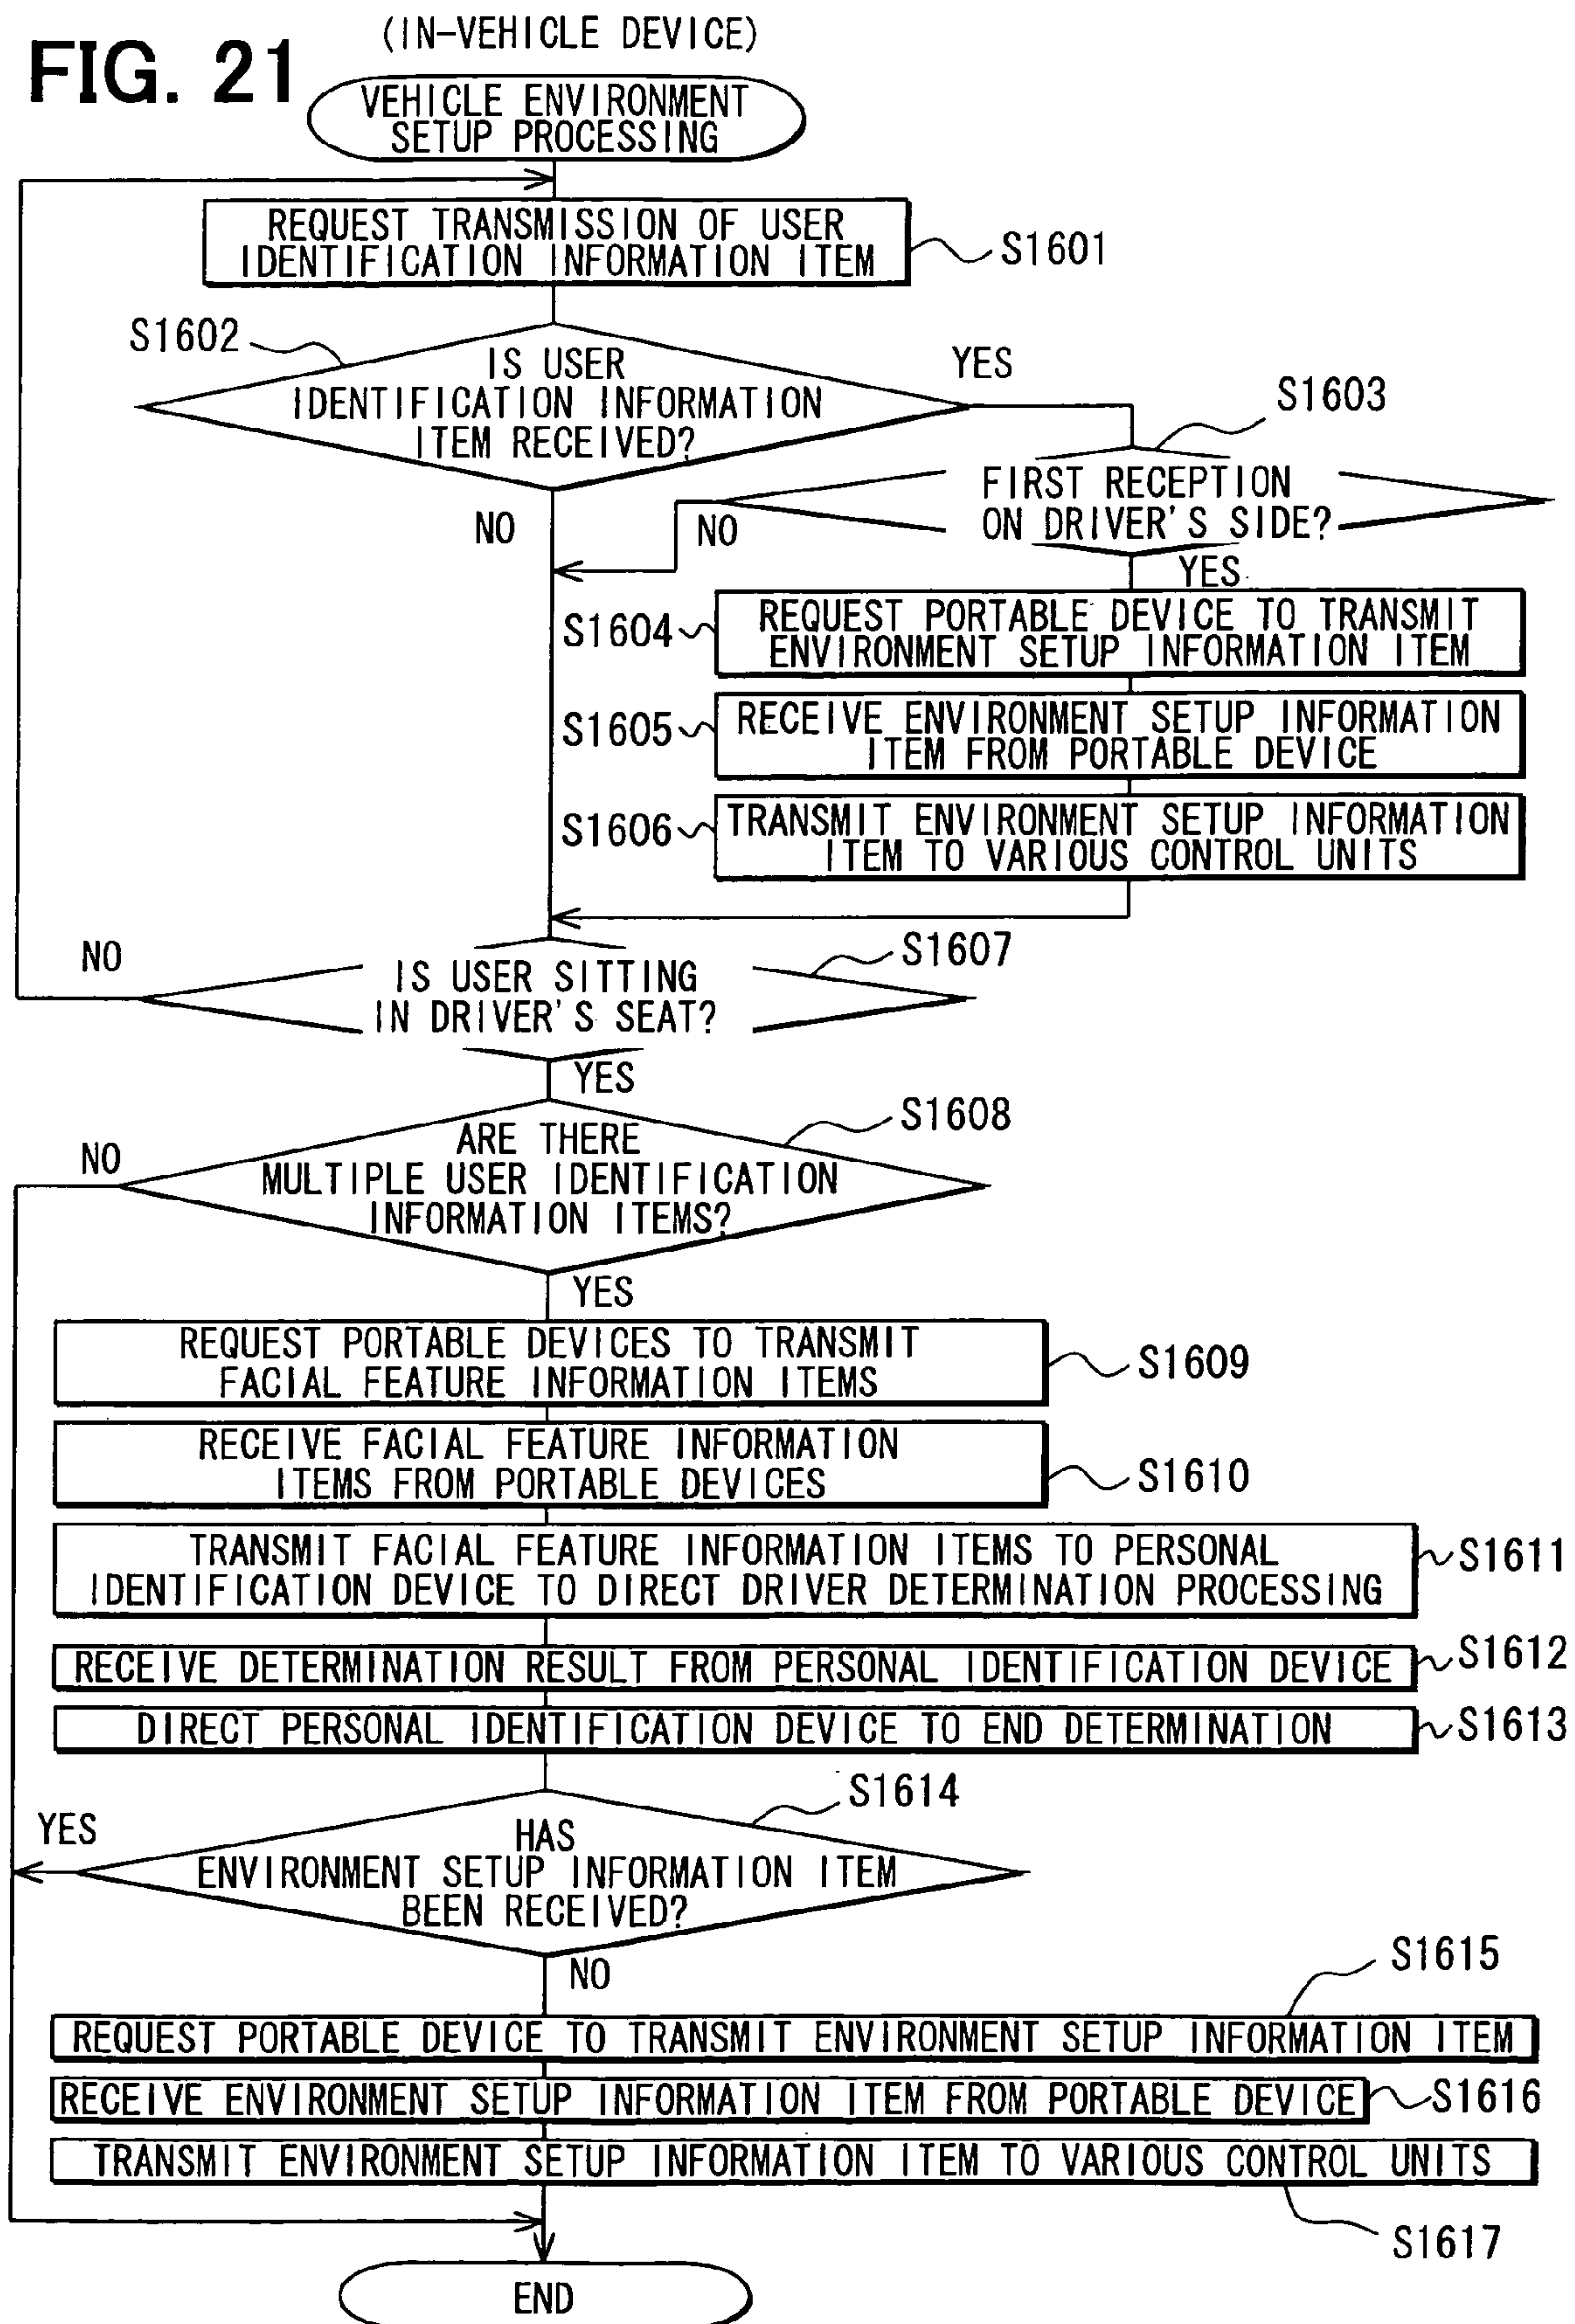 FIG. 21
(IN-VEHICLE DEVICE)
VEHICLE ENVIRONMENT
SETUP PROCESSING
REQUEST TRANSMISSION OF USER
IDENTIFICATION INFORMATION ITEM
S1601
S1602
IS USER
IDENTIFICATION INFORMATION
ITEM RECEIVED?
YES
NO
S1603
FIRST RECEPTION
ON DRIVER'S SIDE?
NO
YES
S1604
REQUEST PORTABLE DEVICE TO TRANSMIT
ENVIRONMENT SETUP INFORMATION ITEM
S1605
RECEIVE ENVIRONMENT SETUP INFORMATION
ITEM FROM PORTABLE DEVICE
S1606
TRANSMIT ENVIRONMENT SETUP INFORMATION
ITEM TO VARIOUS CONTROL UNITS
NO
S1607
IS USER SITTING
IN DRIVER'S SEAT?
YES
S1608
NO
ARE THERE
MULTIPLE USER IDENTIFICATION
INFORMATION ITEMS?
YES
REQUEST PORTABLE DEVICES TO TRANSMIT
FACIAL FEATURE INFORMATION ITEMS
S1609
RECEIVE FACIAL FEATURE INFORMATION
ITEMS FROM PORTABLE DEVICES
S1610
TRANSMIT FACIAL FEATURE INFORMATION ITEMS TO PERSONAL
IDENTIFICATION DEVICE TO DIRECT DRIVER DETERMINATION PROCESSING
S1611
RECEIVE DETERMINATION RESULT FROM PERSONAL IDENTIFICATION DEVICE
S1612
DIRECT PERSONAL IDENTIFICATION DEVICE TO END DETERMINATION
S1613
S1614
YES
HAS
ENVIRONMENT SETUP INFORMATION ITEM
BEEN RECEIVED?
NO
S1615
REQUEST PORTABLE DEVICE TO TRANSMIT ENVIRONMENT SETUP INFORMATION ITEM
RECEIVE ENVIRONMENT SETUP INFORMATION ITEM FROM PORTABLE DEVICE
S1616
TRANSMIT ENVIRONMENT SETUP INFORMATION ITEM TO VARIOUS CONTROL UNITS
S1617
END